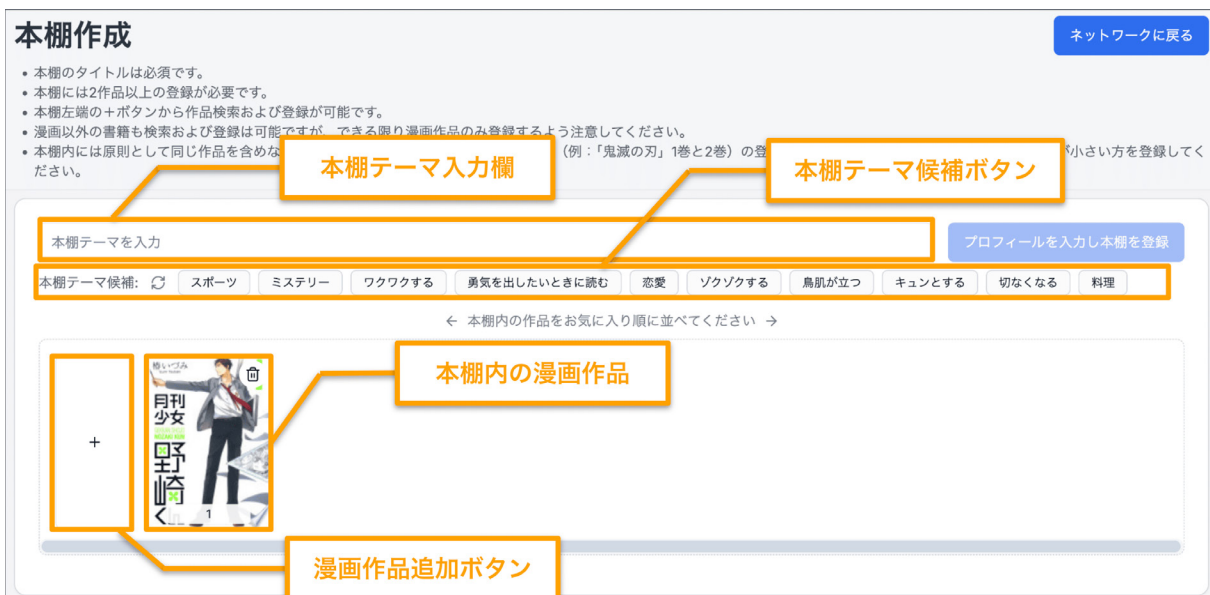 本棚作成
ネットワークに戻る
• 本棚のタイトルは必須です。
• 本棚には2作品以上の登録が必要です。
• 本棚左端の＋ボタンから作品検索および登録が可能です。
• 漫画以外の書籍も検索および登録は可能ですが、できる限り漫画作品のみ登録するよう注意してください。
• 本棚内には原則として同じ作品を含めな （例：「鬼滅の刃」1巻と2巻）の登 が小さい方を登録してく
ださい。
本棚テーマ入力欄
本棚テーマ候補ボタン
本棚テーマを入力
プロフィールを入力し本棚を登録
本棚テーマ候補: スポーツ ミステリー ワクワクする 勇気を出したいときに読む 恋愛 ゾクゾクする 鳥肌が立つ キュンとする 切なくなる 料理
← 本棚内の作品をお気に入り順に並べてください →
本棚内の漫画作品
+
椿いづみ
月刊
少女
野崎
くん
1
漫画作品追加ボタン